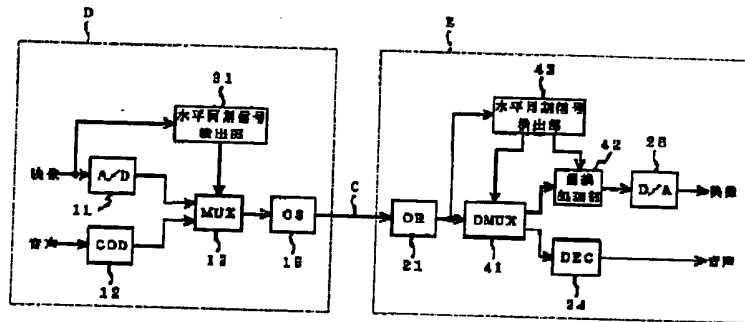 D
E
31
水平同期信号
検出部
43
水平同期信号
検出部
映像
A/D
11
MUX
13
OS
C
OR
DMUX
置換
処理部
42
D/A
映像
音声
COD
12
21
41
DEC
24
音声